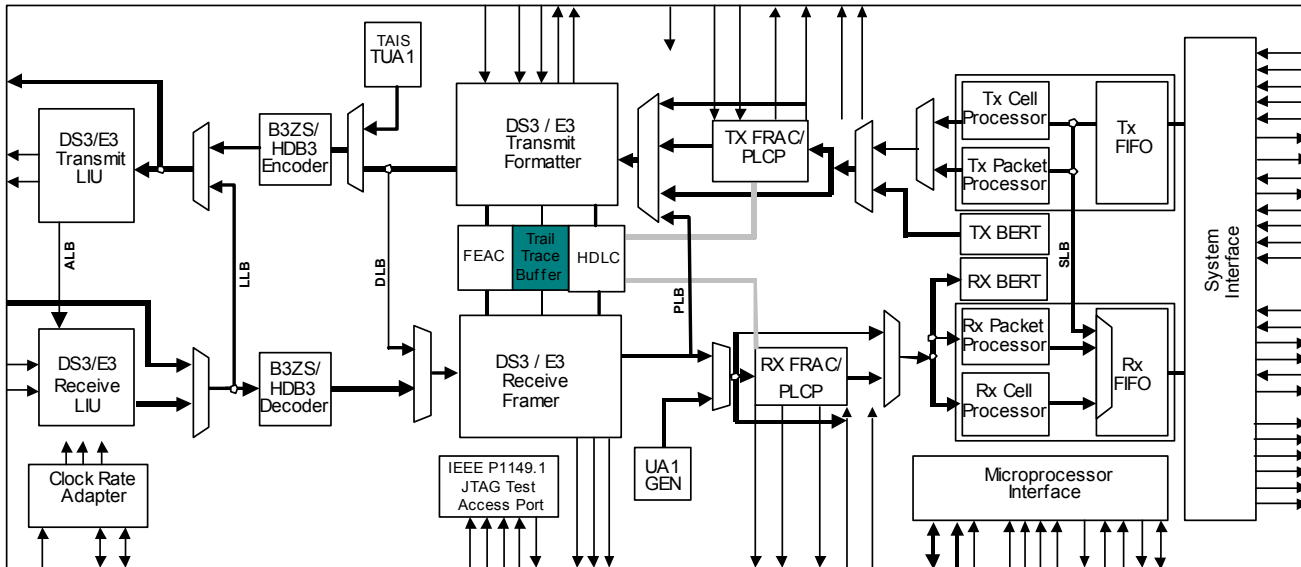 TAIS
TUA1
DS3/E3
Transmit
LIU
B3ZS/
HDB3
Encoder
DS3 / E3
Transmit
Formatter
TX FRAC/
PLCP
Tx Cell
Processor
Tx Packet
Processor
Tx
FIFO
TX BERT
RX BERT
System
Interface
ALB
LLB
DLB
FEAC
Trail
Trace
Buffer
HDLC
PLB
SLB
DS3/E3
Receive
LIU
B3ZS/
HDB3
Decoder
DS3 / E3
Receive
Framer
RX FRAC/
PLCP
Rx Packet
Processor
Rx Cell
Processor
Rx
FIFO
Clock Rate
Adapter
IEEE P1149.1
JTAG Test
Access Port
UA1
GEN
Microprocessor
Interface